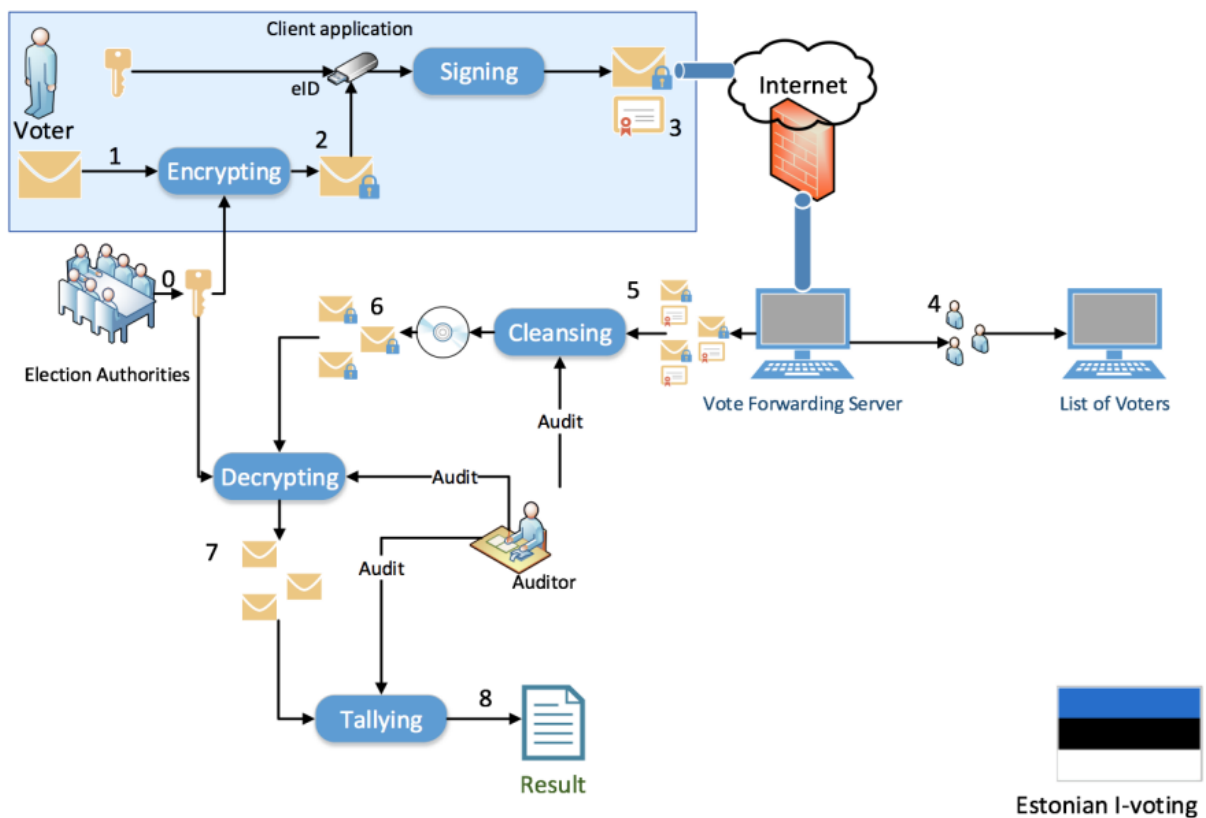 Client application
Signing
Internet
eID
Voter
3
1
2
Encrypting
0
Election Authorities
6
5
4
Cleansing
Vote Forwarding Server
List of Voters
Audit
Decrypting
Audit
7
Audit
Auditor
Tallying
8
Result
Estonian I-voting